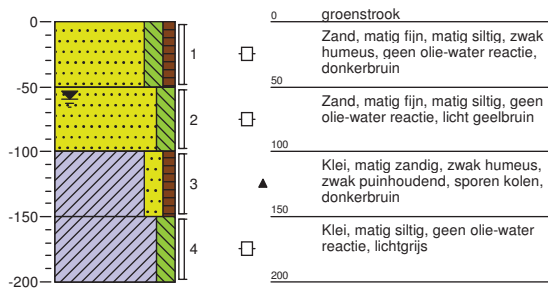 0
-50
-100
-150
-200
1
2
3
4
0
groenstrook
Zand, matig fijn, matig siltig, zwak
humeus, geen olie-water reactie,
donkerbruin
50
Zand, matig fijn, matig siltig, geen
olie-water reactie, licht geelbruin
100
Klei, matig zandig, zwak humeus,
zwak puinhoudend, sporen kolen,
donkerbruin
150
Klei, matig siltig, geen olie-water
reactie, lichtgrijs
200